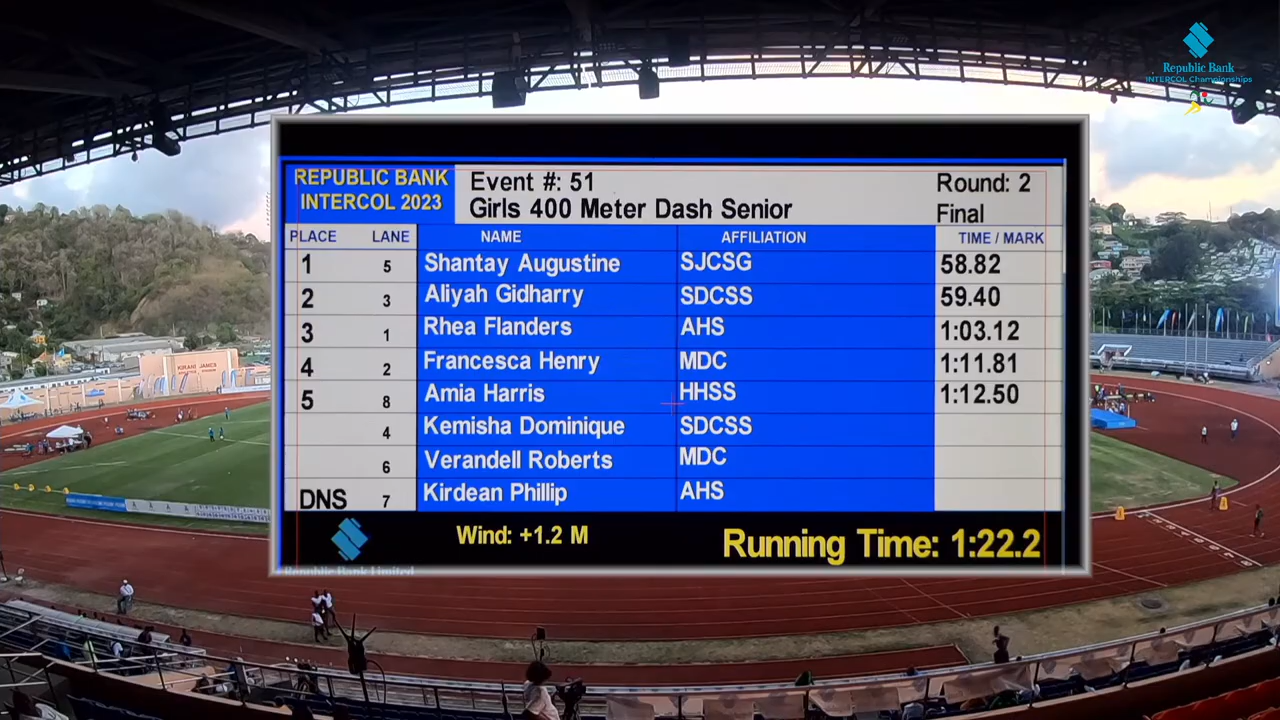 Republic Bank
INTERCOL Championships
REPUBLIC BANK
INTERCOL 2023
Event #: 51
Girls 400 Meter Dash Senior
Round: 2
Final
PLACE LANE NAME AFFILIATION TIME / MARK
1 5 Shantay Augustine SJCSG 58.82
2 3 Aliyah Gidharry SDCSS 59.40
3 1 Rhea Flanders AHS 1:03.12
4 2 Francesca Henry MDC 1:11.81
5 8 Amia Harris HHSS 1:12.50
4 Kemisha Dominique SDCSS
6 Verandell Roberts MDC
DNS 7 Kirdean Phillip AHS
Wind: +1.2 M
Running Time: 1:22.2
Republic Bank Limited
KIRANI JAMES